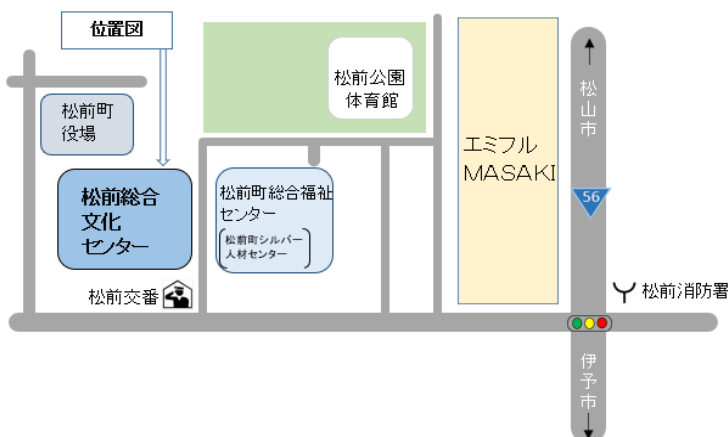 位置図
松前町
役場
松前総合
文化
センター
松前交番
松前公園
体育館
松前町総合福祉
センター
松前町シルバー
人材センター
エミフル
MASAKI
松山市
56
松前消防署
伊予市